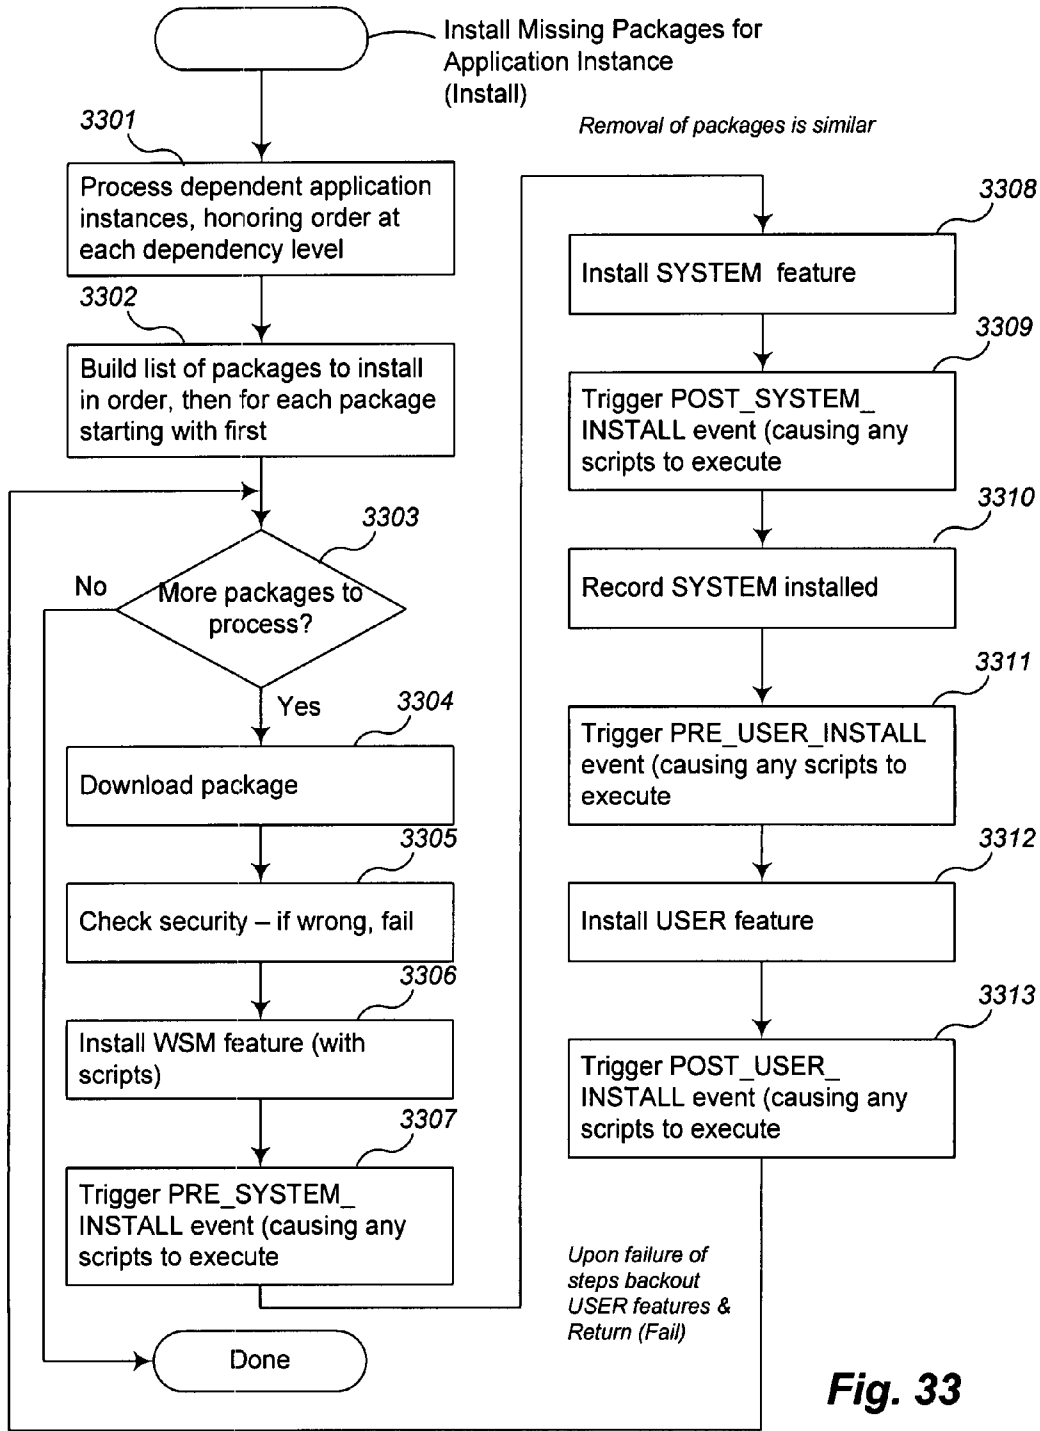 Install Missing Packages for
Application Instance
(Install)
3301
Process dependent application
instances, honoring order at
each dependency level
3302
Build list of packages to install
in order, then for each package
starting with first
3303
No
More packages to
process?
Yes
3304
Download package
3305
Check security – if wrong, fail
3306
Install WSM feature (with
scripts)
3307
Trigger PRE_SYSTEM_
INSTALL event (causing any
scripts to execute
Done
Removal of packages is similar
3308
Install SYSTEM feature
3309
Trigger POST_SYSTEM_
INSTALL event (causing any
scripts to execute
3310
Record SYSTEM installed
3311
Trigger PRE_USER_INSTALL
event (causing any scripts to
execute
3312
Install USER feature
3313
Trigger POST_USER_
INSTALL event (causing any
scripts to execute
Upon failure of
steps backout
USER features &
Return (Fail)
Fig. 33